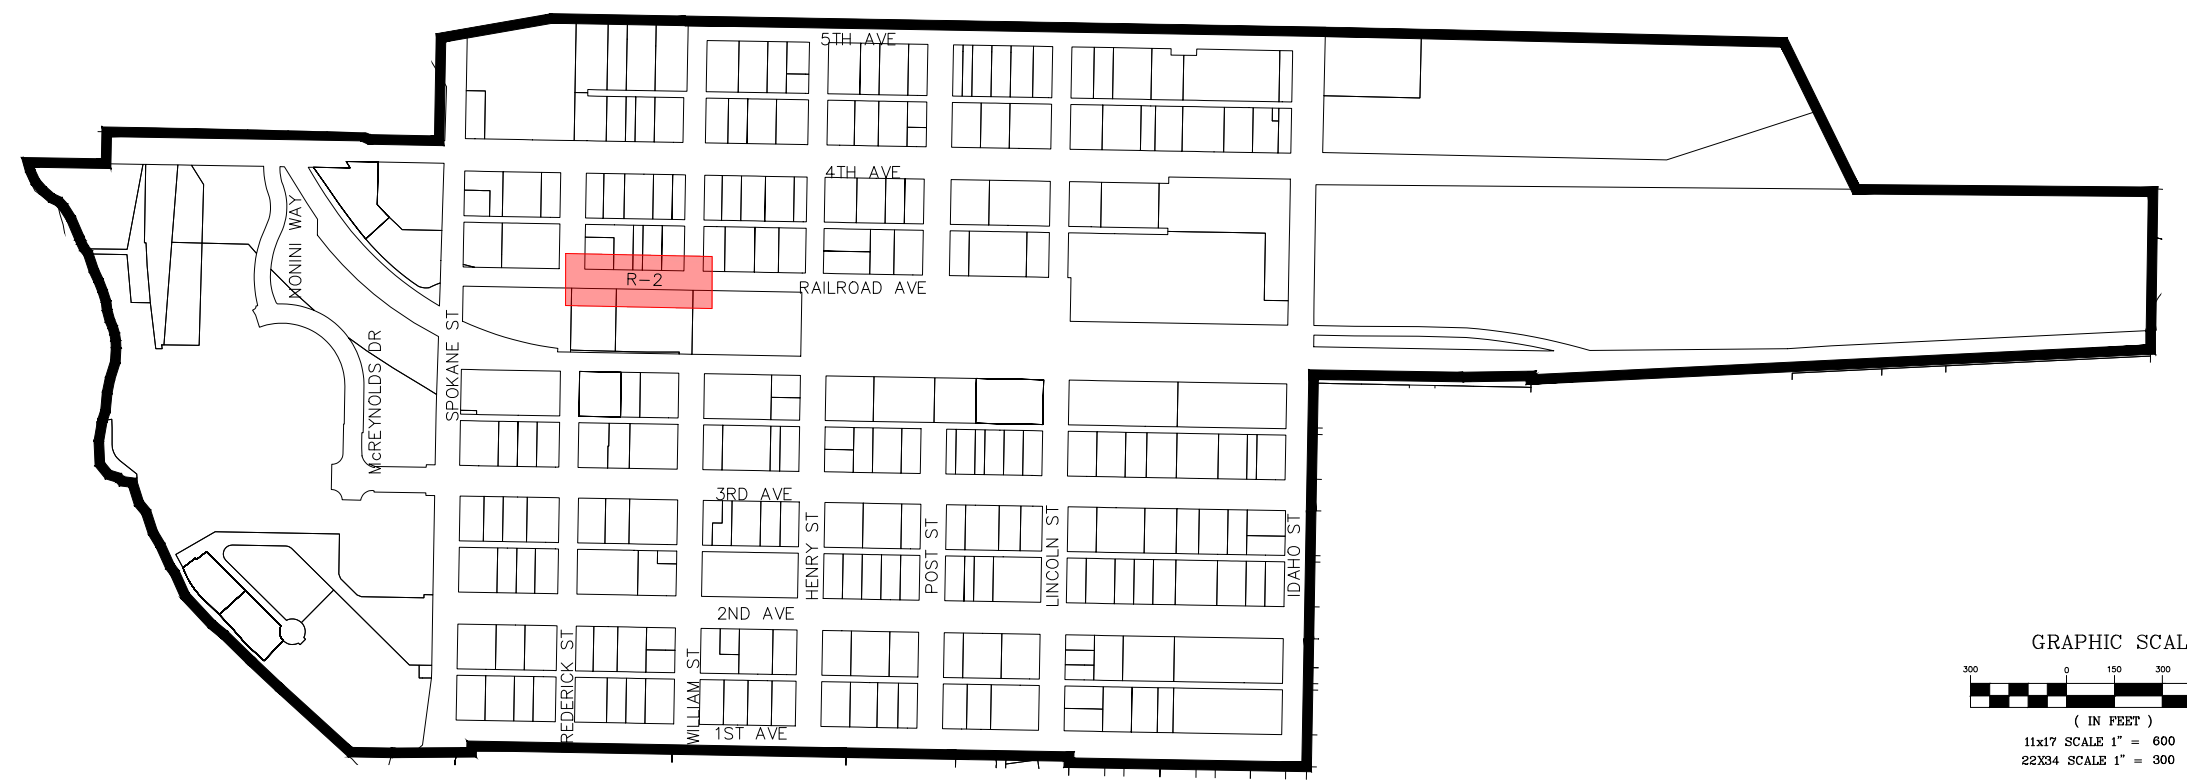 5TH AVE
4TH AVE
NONINI WAY
R-2
RAILROAD AVE
SPOKANE ST
McREYNOLDS DR
3RD AVE
HENRY ST
POST ST
LINCOLN ST
IDAHO ST
2ND AVE
FREDERICK ST
WILLIAM ST
1ST AVE
GRAPHIC SCAL
300 0 150 300
( IN FEET )
11x17 SCALE 1" = 600
22X34 SCALE 1" = 300